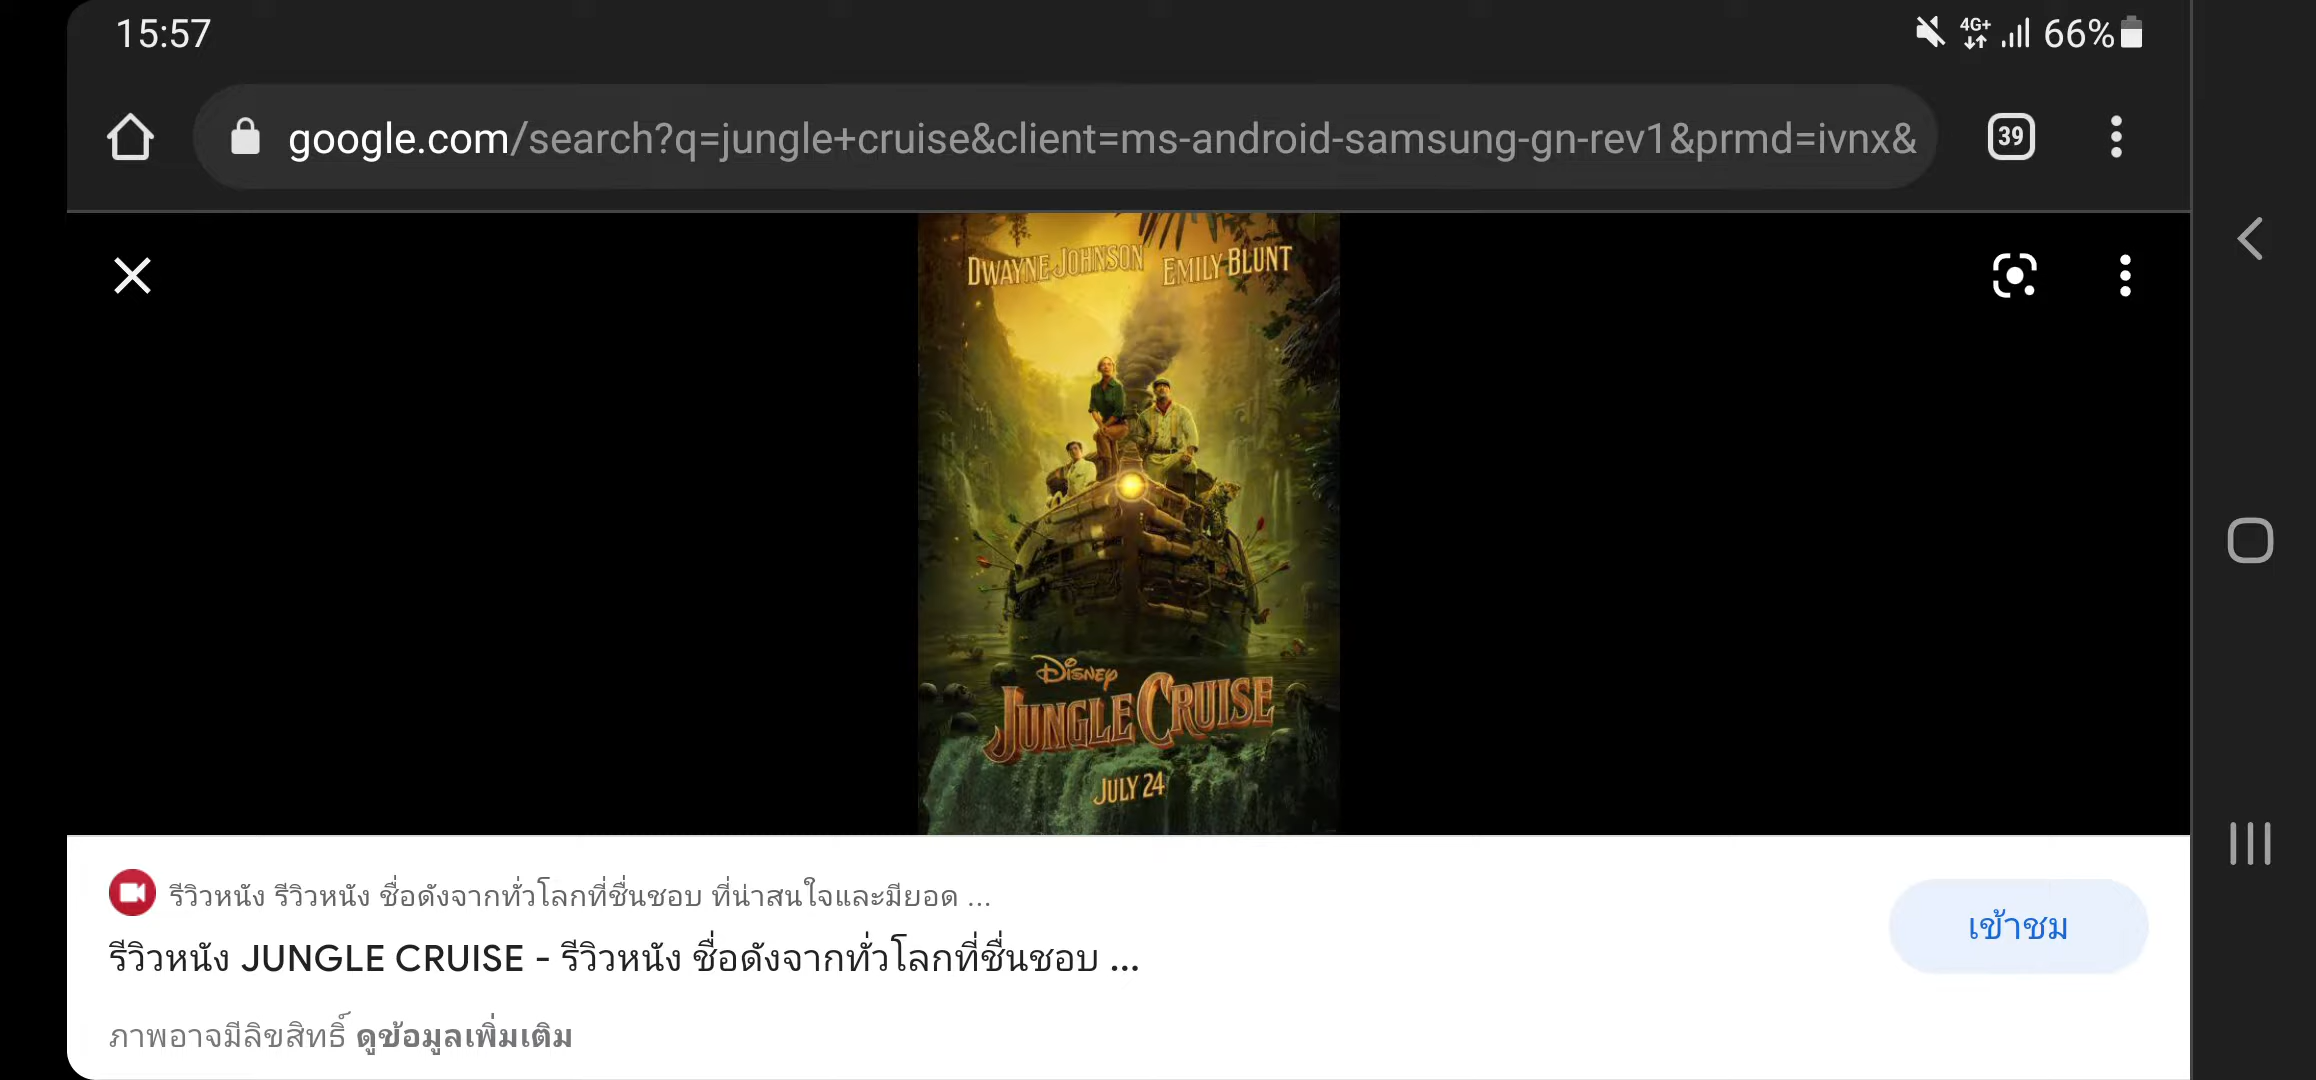 15:57
4G+ 66%
google.com/search?q=jungle+cruise&client=ms-android-samsung-gn-rev1&prmd=ivnx&
39
DWAYNE JOHNSON EMILY BLUNT
DISNEY
JUNGLE CRUISE
JULY 24
รีวิวหนัง รีวิวหนัง ชื่อดังจากทั่วโลกที่ชื่นชอบ ที่น่าสนใจและมียอด ...
รีวิวหนัง JUNGLE CRUISE - รีวิวหนัง ชื่อดังจากทั่วโลกที่ชื่นชอบ ...
เข้าชม
ภาพอาจมีลิขสิทธิ์ ดูข้อมูลเพิ่มเติม